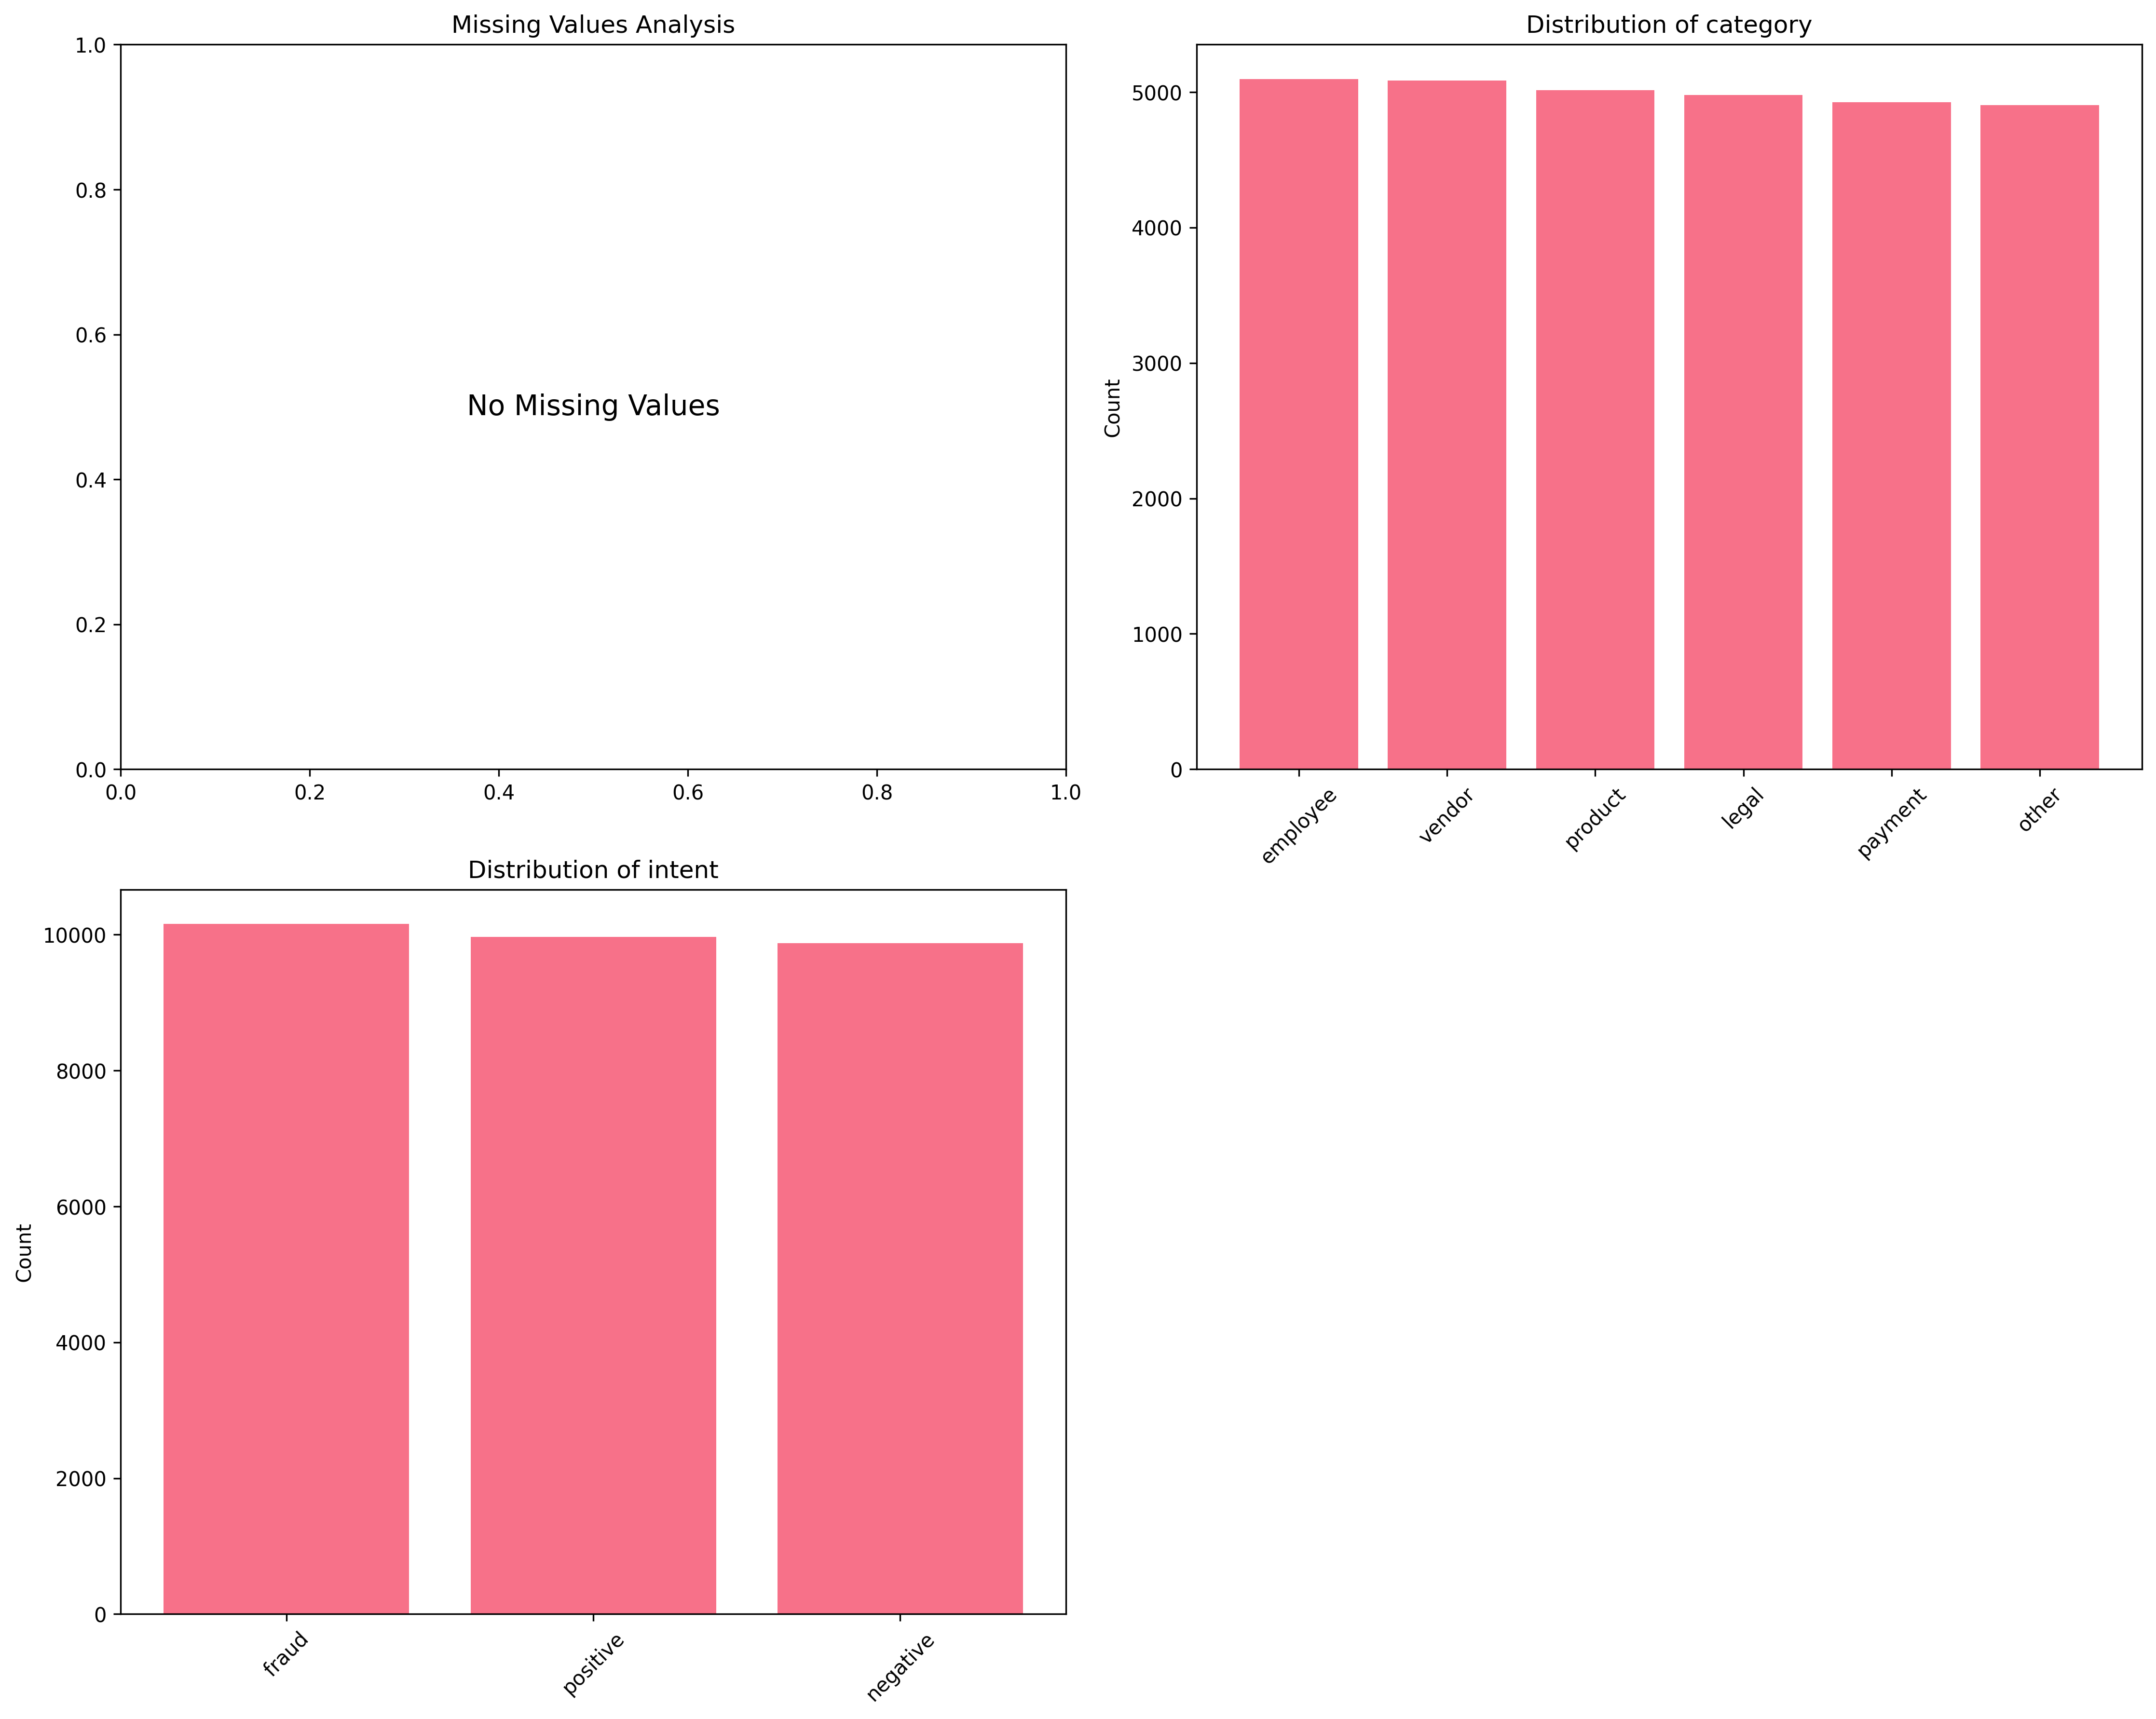 Missing Values Analysis
1.0
0.8
0.6
0.4
0.2
0.0
No Missing Values
0.0 0.2 0.4 0.6 0.8 1.0
Distribution of category
Count
5000
4000
3000
2000
1000
0
employee vendor product legal payment other
Distribution of intent
Count
10000
8000
6000
4000
2000
0
fraud positive negative